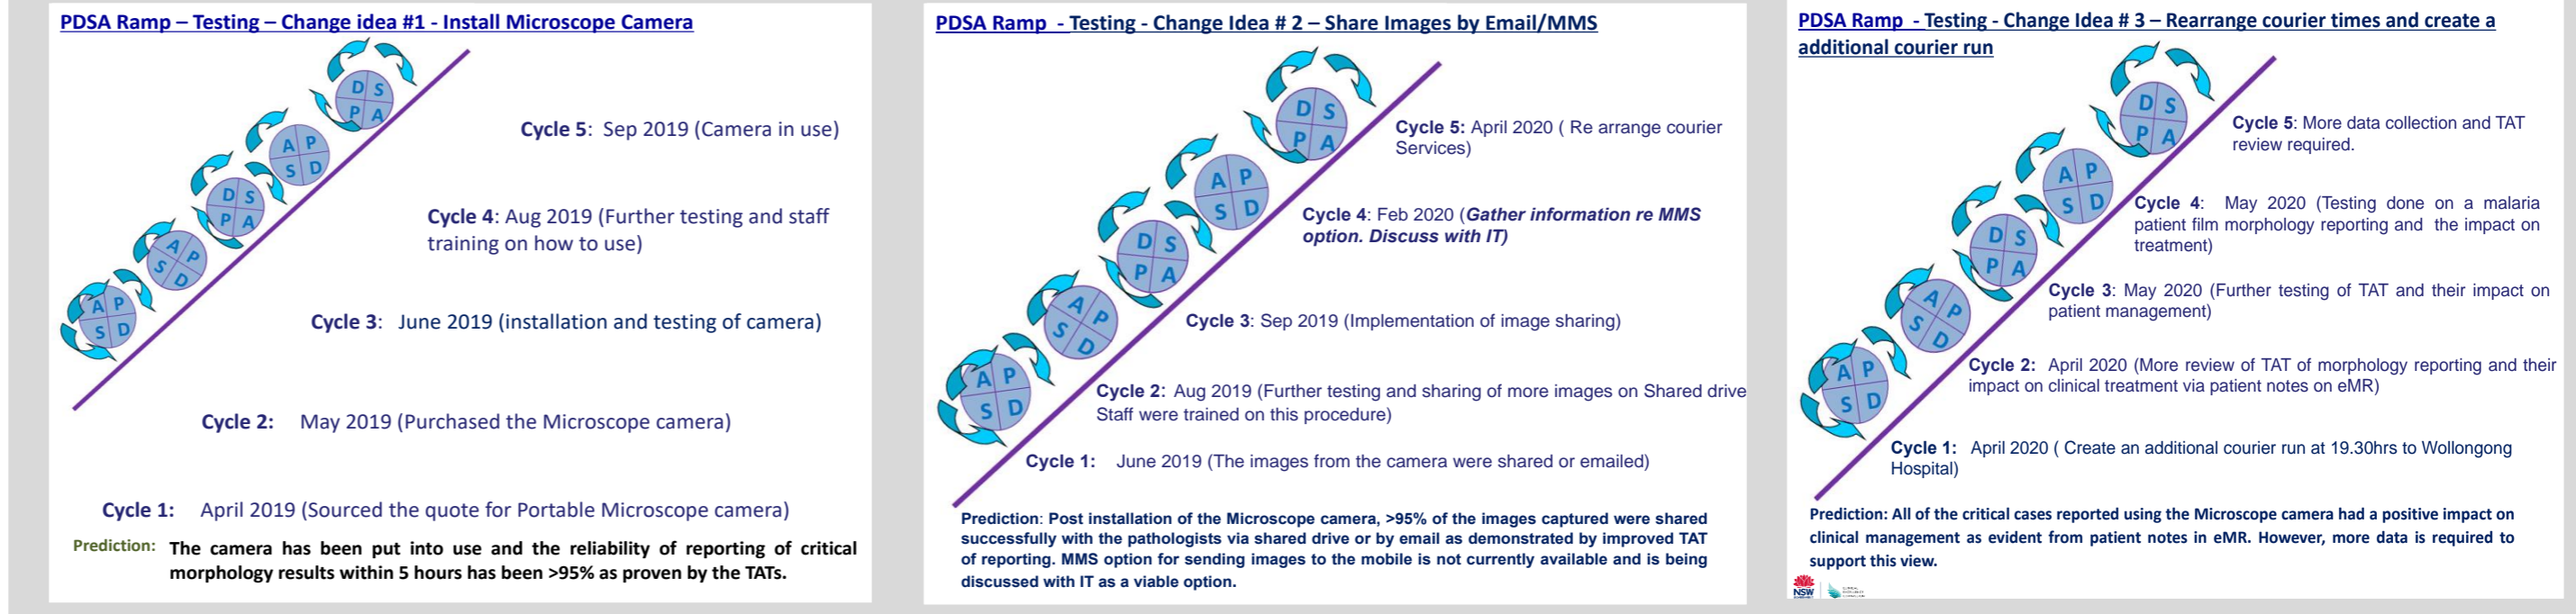 PDSA Ramp – Testing – Change idea #1 - Install Microscope Camera
D S
P A
A P
S D
D S
P A
A P
S D
A P
S D
Cycle 5: Sep 2019 (Camera in use)
Cycle 4: Aug 2019 (Further testing and staff
training on how to use)
Cycle 3: June 2019 (installation and testing of camera)
Cycle 2: May 2019 (Purchased the Microscope camera)
Cycle 1: April 2019 (Sourced the quote for Portable Microscope camera)
Prediction: The camera has been put into use and the reliability of reporting of critical
morphology results within 5 hours has been >95% as proven by the TATs.
PDSA Ramp - Testing - Change Idea # 2 – Share Images by Email/MMS
D S
P A
A P
S D
D S
P A
A P
S D
A P
S D
Cycle 5: April 2020 ( Re arrange courier
Services)
Cycle 4: Feb 2020 (Gather information re MMS
option. Discuss with IT)
Cycle 3: Sep 2019 (Implementation of image sharing)
Cycle 2: Aug 2019 (Further testing and sharing of more images on Shared drive
Staff were trained on this procedure)
Cycle 1: June 2019 (The images from the camera were shared or emailed)
Prediction: Post installation of the Microscope camera, >95% of the images captured were shared
successfully with the pathologists via shared drive or by email as demonstrated by improved TAT
of reporting. MMS option for sending images to the mobile is not currently available and is being
discussed with IT as a viable option.
PDSA Ramp - Testing - Change Idea # 3 – Rearrange courier times and create a
additional courier run
D S
P A
A P
S D
D S
P A
A P
S D
A P
S D
Cycle 5: More data collection and TAT
review required.
Cycle 4: May 2020 (Testing done on a malaria
patient film morphology reporting and the impact on
treatment)
Cycle 3: May 2020 (Further testing of TAT and their impact on
patient management)
Cycle 2: April 2020 (More review of TAT of morphology reporting and their
impact on clinical treatment via patient notes on eMR)
Cycle 1: April 2020 ( Create an additional courier run at 19.30hrs to Wollongong
Hospital)
Prediction: All of the critical cases reported using the Microscope camera had a positive impact on
clinical management as evident from patient notes in eMR. However, more data is required to
support this view.
NSW